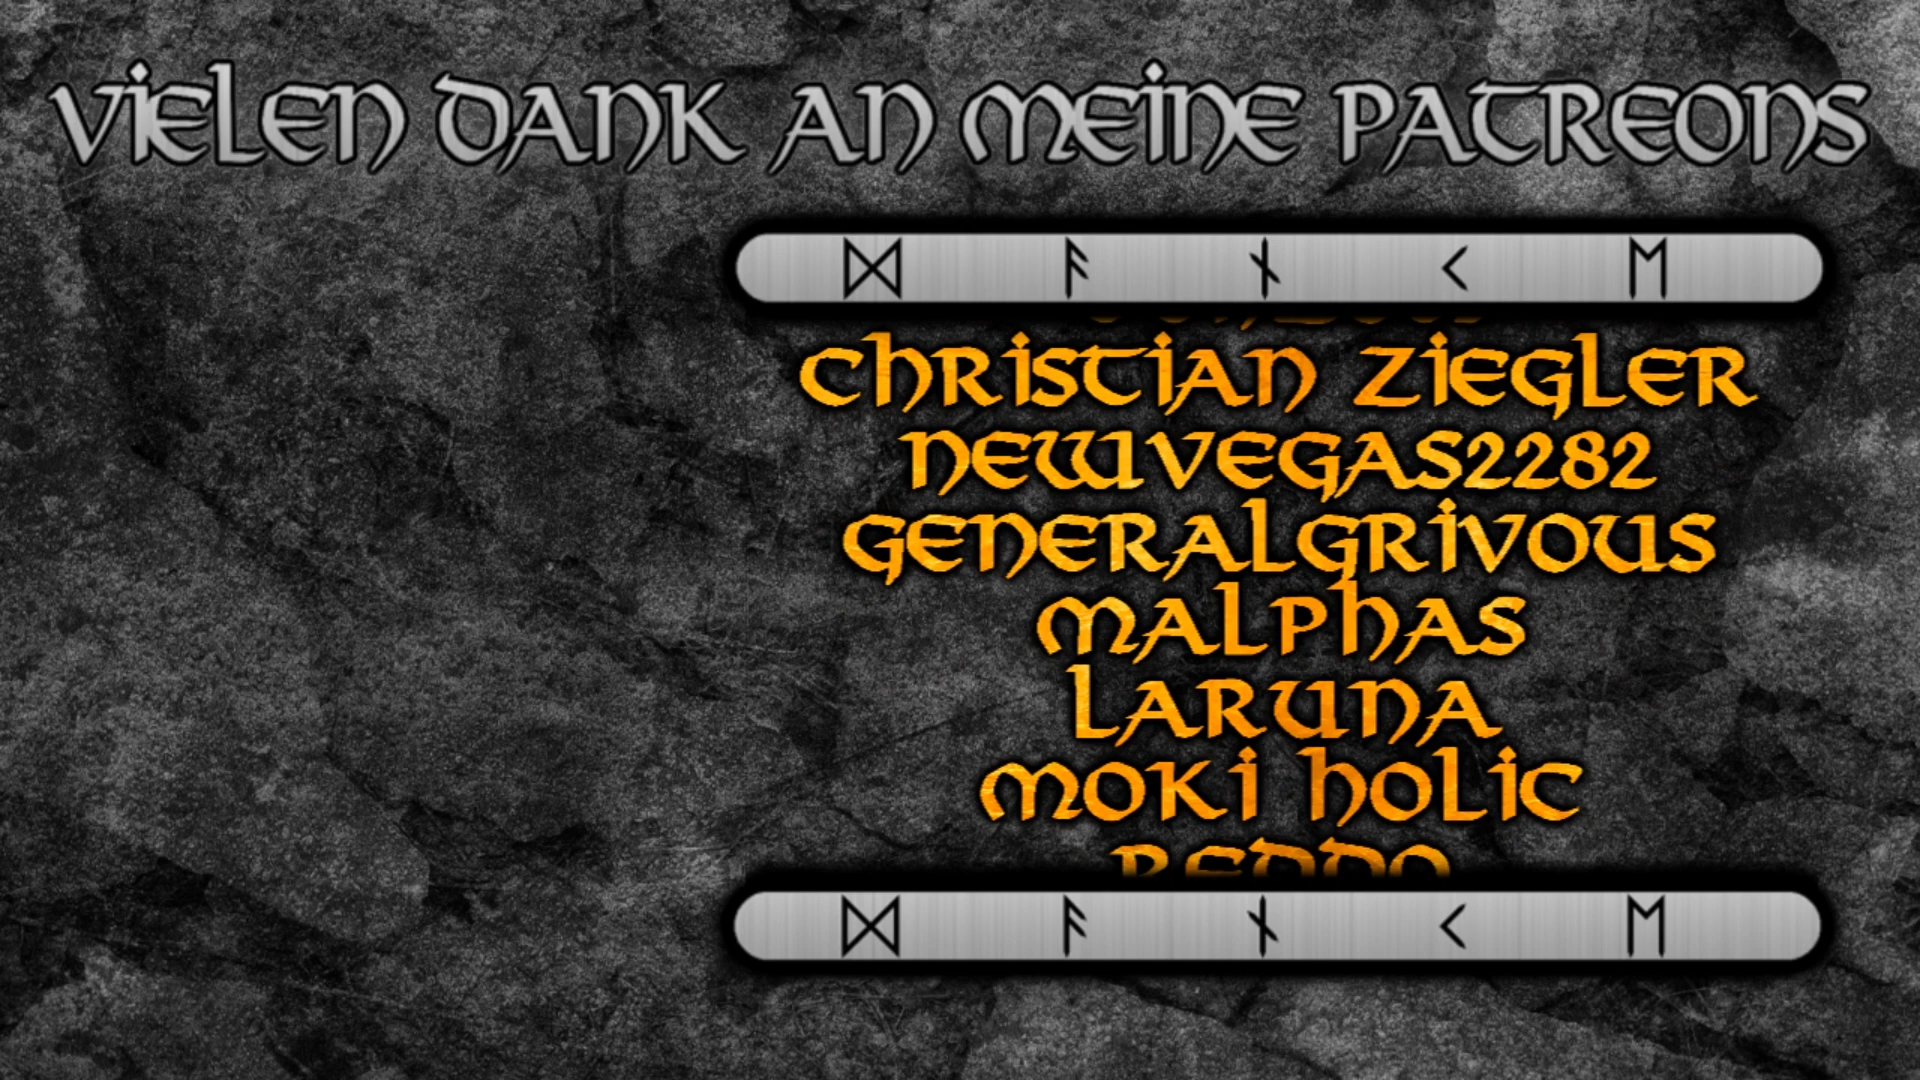 VIELEN DANK AN MEINE PATREONS
ᛞ ᚨ ᚾ ᚲ ᛖ
CHRISTIAN ZIEGLER
NEWVEGAS2282
GENERALGRIVOUS
MALPHAS
LARUNA
MOKI HOLIC
ᛞ ᚨ ᚾ ᚲ ᛖ